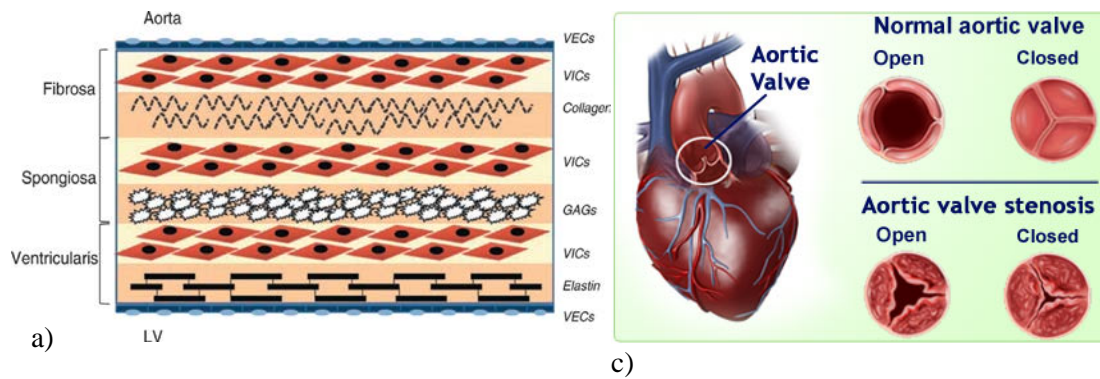 Aorta
VECs
Fibrosa
VICs
Collagen
Spongiosa
VICs
GAGs
Ventricularis
VICs
Elastin
VECs
LV
a)
Aortic
Valve
Normal aortic valve
Open Closed
Aortic valve stenosis
Open Closed
c)